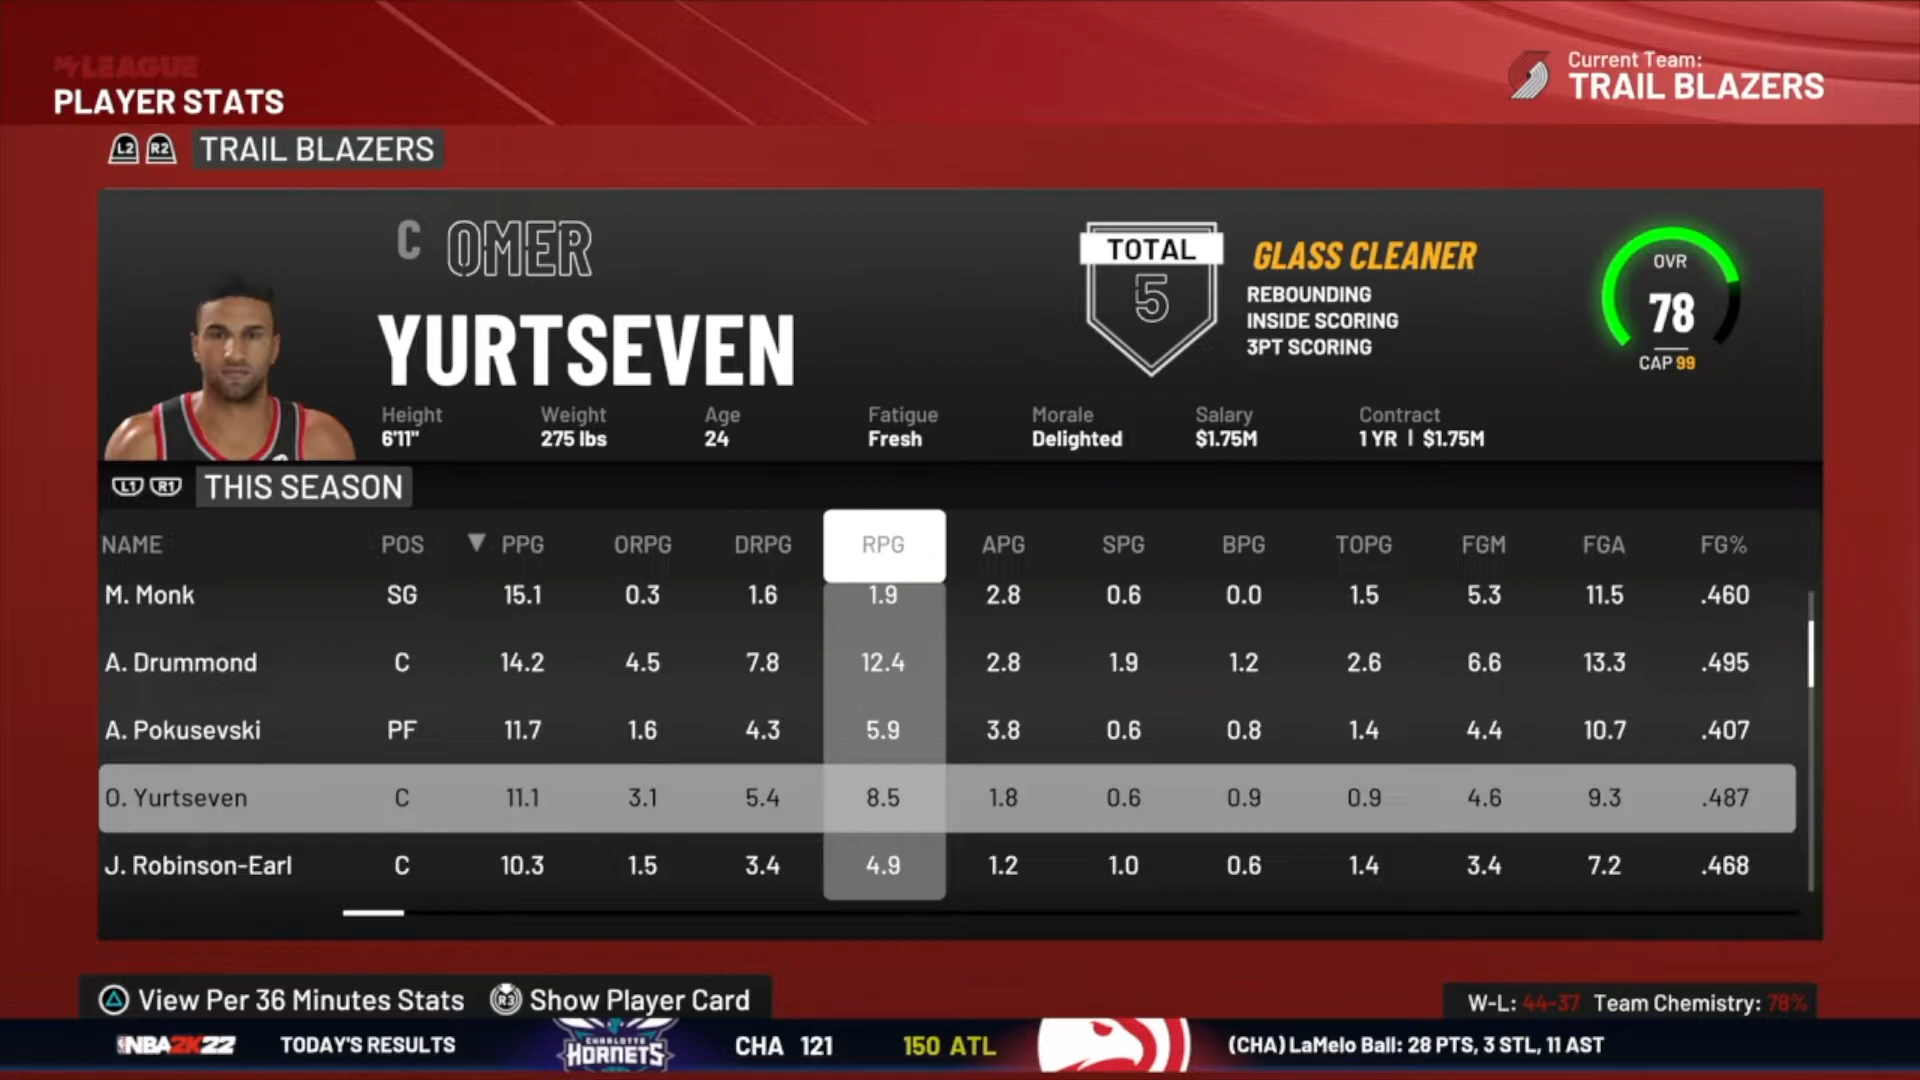 MyLEAGUE
PLAYER STATS
Current Team:
TRAIL BLAZERS
L2 R2 TRAIL BLAZERS
C OMER
YURTSEVEN
TOTAL
5
GLASS CLEANER
REBOUNDING
INSIDE SCORING
3PT SCORING
OVR
78
CAP 99
Height Weight Age Fatigue Morale Salary Contract
6'11" 275 lbs 24 Fresh Delighted $1.75M 1 YR | $1.75M
L1 R1 THIS SEASON
NAME POS ▼ PPG ORPG DRPG RPG APG SPG BPG TOPG FGM FGA FG%
M. Monk SG 15.1 0.3 1.6 1.9 2.8 0.6 0.0 1.5 5.3 11.5 .460
A. Drummond C 14.2 4.5 7.8 12.4 2.8 1.9 1.2 2.6 6.6 13.3 .495
A. Pokusevski PF 11.7 1.6 4.3 5.9 3.8 0.6 0.8 1.4 4.4 10.7 .407
O. Yurtseven C 11.1 3.1 5.4 8.5 1.8 0.6 0.9 0.9 4.6 9.3 .487
J. Robinson-Earl C 10.3 1.5 3.4 4.9 1.2 1.0 0.6 1.4 3.4 7.2 .468
View Per 36 Minutes Stats R3 Show Player Card
W-L: 44-37 Team Chemistry: 78%
NBA2K22 TODAY'S RESULTS CHARLOTTE HORNETS CHA 121 150 ATL (CHA) LaMelo Ball: 28 PTS, 3 STL, 11 AST